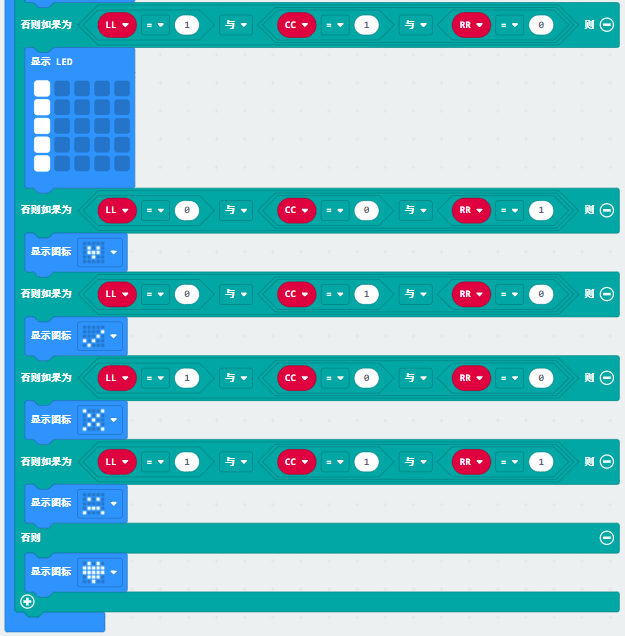 否则如果为 LL = 1 与 CC = 1 与 RR = 0 则
显示 LED
否则如果为 LL = 0 与 CC = 0 与 RR = 1 则
显示图标
否则如果为 LL = 0 与 CC = 1 与 RR = 0 则
显示图标
否则如果为 LL = 1 与 CC = 0 与 RR = 0 则
显示图标
否则如果为 LL = 1 与 CC = 1 与 RR = 1 则
显示图标
否则
显示图标